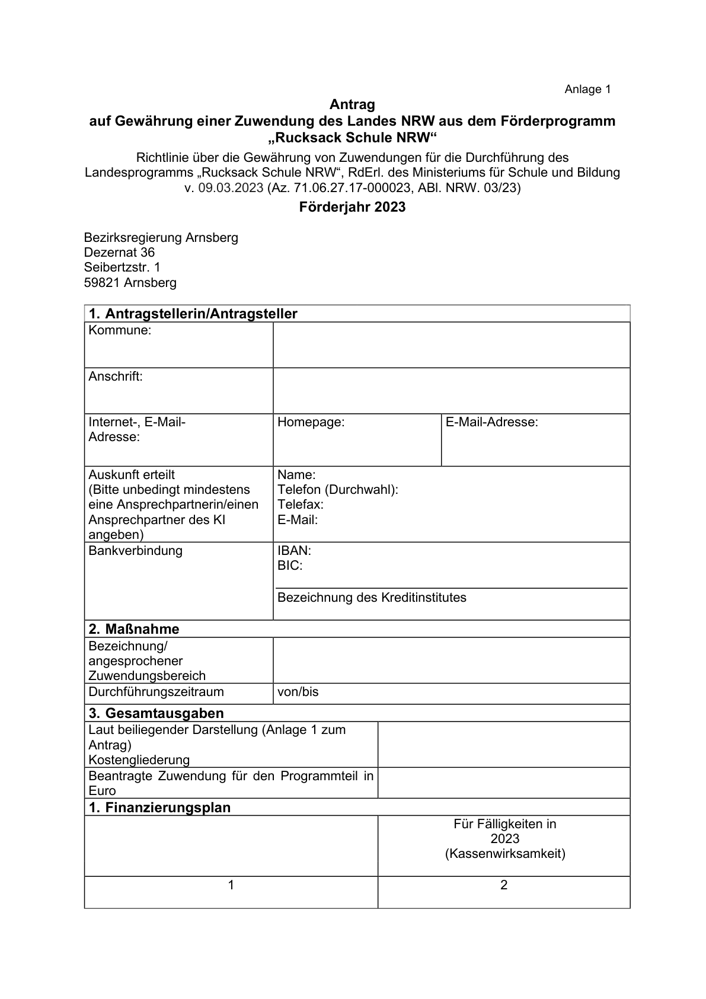 Anlage 1
Antrag
auf Gewährung einer Zuwendung des Landes NRW aus dem Förderprogramm
„Rucksack Schule NRW“
Richtlinie über die Gewährung von Zuwendungen für die Durchführung des
Landesprogramms „Rucksack Schule NRW“, RdErl. des Ministeriums für Schule und Bildung
v. 09.03.2023 (Az. 71.06.27.17-000023, ABl. NRW. 03/23)
Förderjahr 2023
Bezirksregierung Arnsberg
Dezernat 36
Seibertzstr. 1
59821 Arnsberg
1. Antragstellerin/Antragsteller
Kommune:
Anschrift:
Internet-, E-Mail-
Adresse:
Homepage:
E-Mail-Adresse:
Auskunft erteilt
(Bitte unbedingt mindestens
eine Ansprechpartnerin/einen
Ansprechpartner des KI
angeben)
Name:
Telefon (Durchwahl):
Telefax:
E-Mail:
Bankverbindung
IBAN:
BIC:
Bezeichnung des Kreditinstitutes
2. Maßnahme
Bezeichnung/
angesprochener
Zuwendungsbereich
Durchführungszeitraum
von/bis
3. Gesamtausgaben
Laut beiliegender Darstellung (Anlage 1 zum
Antrag)
Kostengliederung
Beantragte Zuwendung für den Programmteil in
Euro
1. Finanzierungsplan
Für Fälligkeiten in
2023
(Kassenwirksamkeit)
1
2